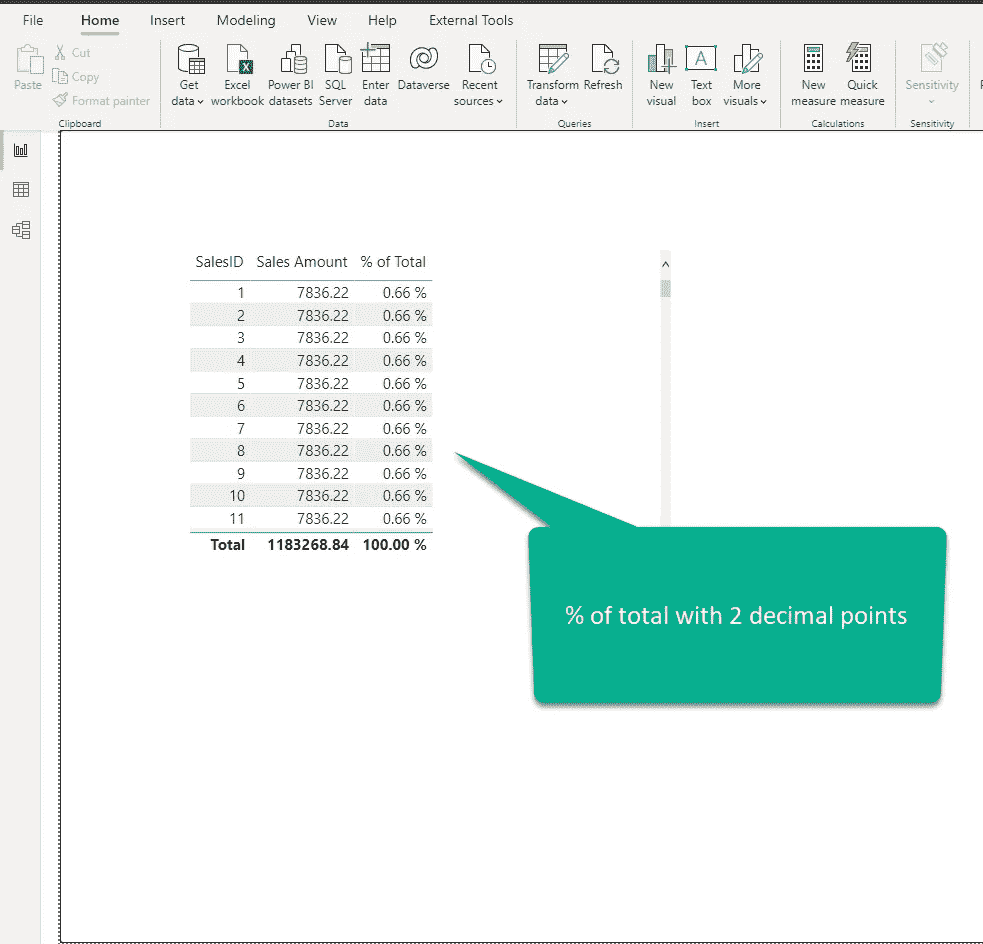 File Home Insert Modeling View Help External Tools
Paste
Cut
Copy
Format painter
Clipboard
Get data
Excel workbook
Power BI datasets
SQL Server
Enter data
Dataverse
Recent sources
Data
Transform data
Refresh
Queries
New visual
Text box
More visuals
Insert
New measure
Quick measure
Calculations
Sensitivity
Sensitivity
SalesID Sales Amount % of Total
1 7836.22 0.66 %
2 7836.22 0.66 %
3 7836.22 0.66 %
4 7836.22 0.66 %
5 7836.22 0.66 %
6 7836.22 0.66 %
7 7836.22 0.66 %
8 7836.22 0.66 %
9 7836.22 0.66 %
10 7836.22 0.66 %
11 7836.22 0.66 %
Total 1183268.84 100.00 %
% of total with 2 decimal points